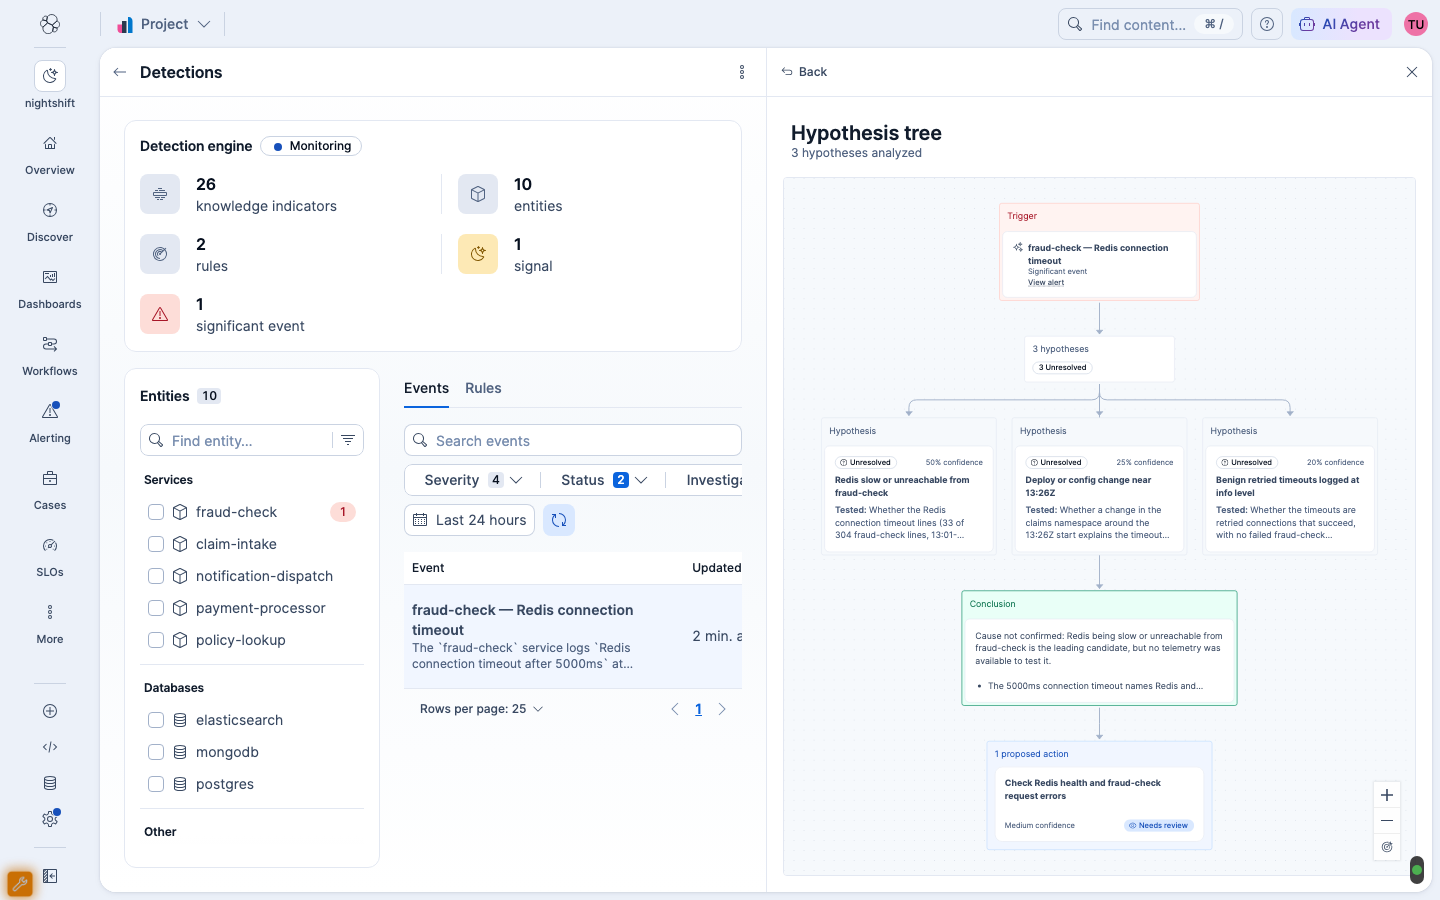 Project
Find content...
⌘ /
AI Agent
TU
nightshift
Overview
Discover
Dashboards
Workflows
Alerting
Cases
SLOs
More
Detections
Detection engine
Monitoring
26
knowledge indicators
10
entities
2
rules
1
signal
1
significant event
Entities 10
Find entity...
Services
fraud-check
1
claim-intake
notification-dispatch
payment-processor
policy-lookup
Databases
elasticsearch
mongodb
postgres
Other
Events
Rules
Search events
Severity 4
Status 2
Investiga
Last 24 hours
Event
Updated
fraud-check — Redis connection
timeout
The `fraud-check` service logs `Redis
connection timeout after 5000ms` at...
2 min. a
Rows per page: 25
1
Back
Hypothesis tree
3 hypotheses analyzed
Trigger
fraud-check — Redis connection
timeout
Significant event
View alert
3 hypotheses
3 Unresolved
Hypothesis
Unresolved
50% confidence
Redis slow or unreachable from
fraud-check
Tested: Whether the Redis
connection timeout lines (33 of
304 fraud-check lines, 13:01-...
Hypothesis
Unresolved
25% confidence
Deploy or config change near
13:26Z
Tested: Whether a change in the
claims namespace around the
13:26Z start explains the timeout...
Hypothesis
Unresolved
20% confidence
Benign retried timeouts logged at
info level
Tested: Whether the timeouts are
retried connections that succeed,
with no failed fraud-check...
Conclusion
Cause not confirmed: Redis being slow or unreachable from
fraud-check is the leading candidate, but no telemetry was
available to test it.
• The 5000ms connection timeout names Redis and...
1 proposed action
Check Redis health and fraud-check
request errors
Medium confidence
Needs review